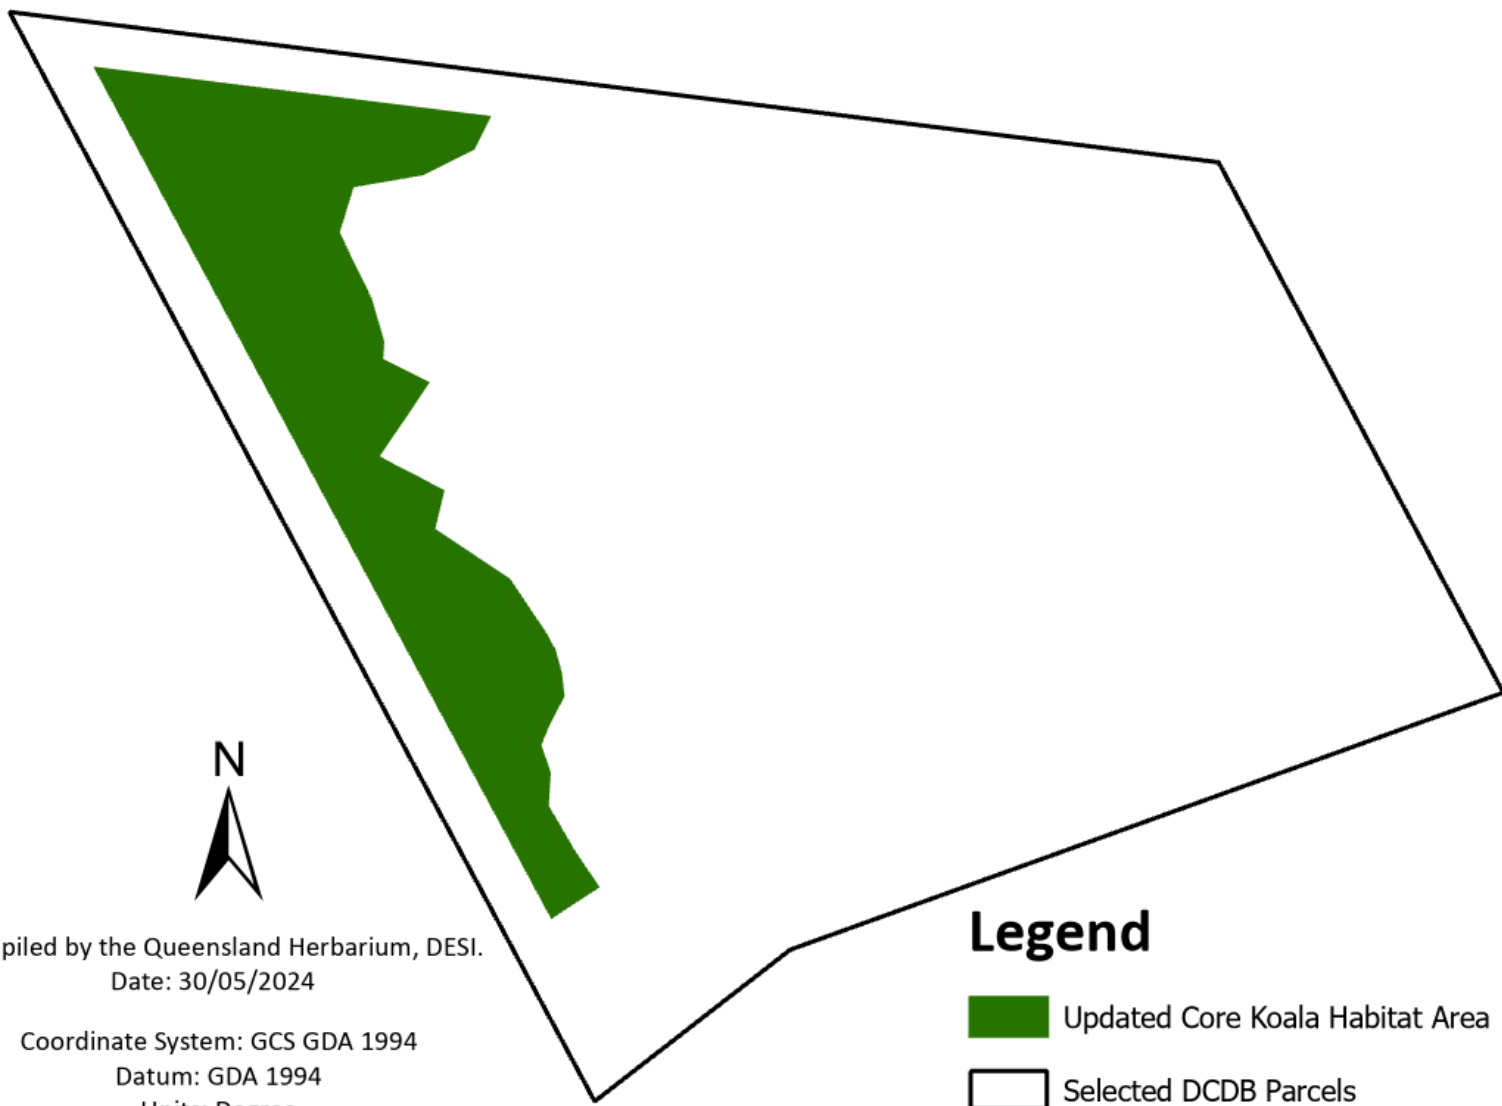 N
piled by the Queensland Herbarium, DESI.
Date: 30/05/2024
Coordinate System: GCS GDA 1994
Datum: GDA 1994
Legend
Updated Core Koala Habitat Area
Selected DCDB Parcels